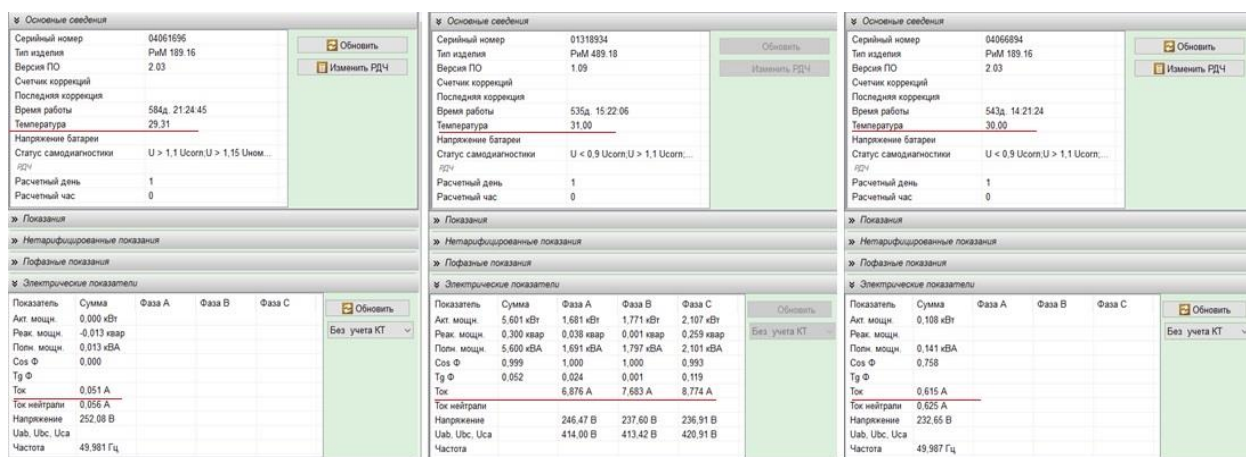 Основные сведения
Серийный номер 04061696
Тип изделия РиМ 189.16
Версия ПО 2.03
Счетчик коррекций
Последняя коррекция
Время работы 584д. 21:24:45
Температура 29,31
Напряжение батареи
Статус самодиагностики U > 1,1 Ucorn;U > 1,15 Uном...
РДЧ
Расчетный день 1
Расчетный час 0
Обновить
Изменить РДЧ
Показания
Нетарифицированные показания
Пофазные показания
Электрические показатели
Показатель Сумма Фаза A Фаза B Фаза C
Акт. мощн. 0,000 кВт
Реак. мощн. -0,013 квар
Полн. мощн. 0,013 кВА
Cos Ф 0,000
Tg Ф
Ток 0,051 А
Ток нейтрали 0,056 А
Напряжение 252,08 В
Uab, Ubc, Uca
Частота 49,981 Гц
Обновить
Без учета КТ
Основные сведения
Серийный номер 01318934
Тип изделия РиМ 489.18
Версия ПО 1.09
Счетчик коррекций
Последняя коррекция
Время работы 535д. 15:22:06
Температура 31,00
Напряжение батареи
Статус самодиагностики U < 0,9 Ucorn;U > 1,1 Ucorn;...
РДЧ
Расчетный день 1
Расчетный час 0
Обновить
Изменить РДЧ
Показания
Нетарифицированные показания
Пофазные показания
Электрические показатели
Показатель Сумма Фаза A Фаза B Фаза C
Акт. мощн. 5,601 кВт 1,681 кВт 1,771 кВт 2,107 кВт
Реак. мощн. 0,300 квар 0,038 квар 0,001 квар 0,259 квар
Полн. мощн. 5,600 кВА 1,691 кВА 1,797 кВА 2,101 кВА
Cos Ф 0,999 1,000 1,000 0,993
Tg Ф 0,052 0,024 0,001 0,119
Ток 6,876 А 7,683 А 8,774 А
Ток нейтрали
Напряжение 246,47 В 237,60 В 236,91 В
Uab, Ubc, Uca 414,00 В 413,42 В 420,91 В
Частота
Обновить
Без учета КТ
Основные сведения
Серийный номер 04066894
Тип изделия РиМ 189.16
Версия ПО 2.03
Счетчик коррекций
Последняя коррекция
Время работы 543д. 14:21:24
Температура 30,00
Напряжение батареи
Статус самодиагностики U < 0,9 Ucorn;U > 1,1 Ucorn;...
РДЧ
Расчетный день 1
Расчетный час 0
Обновить
Изменить РДЧ
Показания
Нетарифицированные показания
Пофазные показания
Электрические показатели
Показатель Сумма Фаза A Фаза B Фаза C
Акт. мощн. 0,108 кВт
Реак. мощн.
Полн. мощн. 0,141 кВА
Cos Ф 0,758
Tg Ф
Ток 0,615 А
Ток нейтрали 0,625 А
Напряжение 232,65 В
Uab, Ubc, Uca
Частота 49,987 Гц
Обновить
Без учета КТ